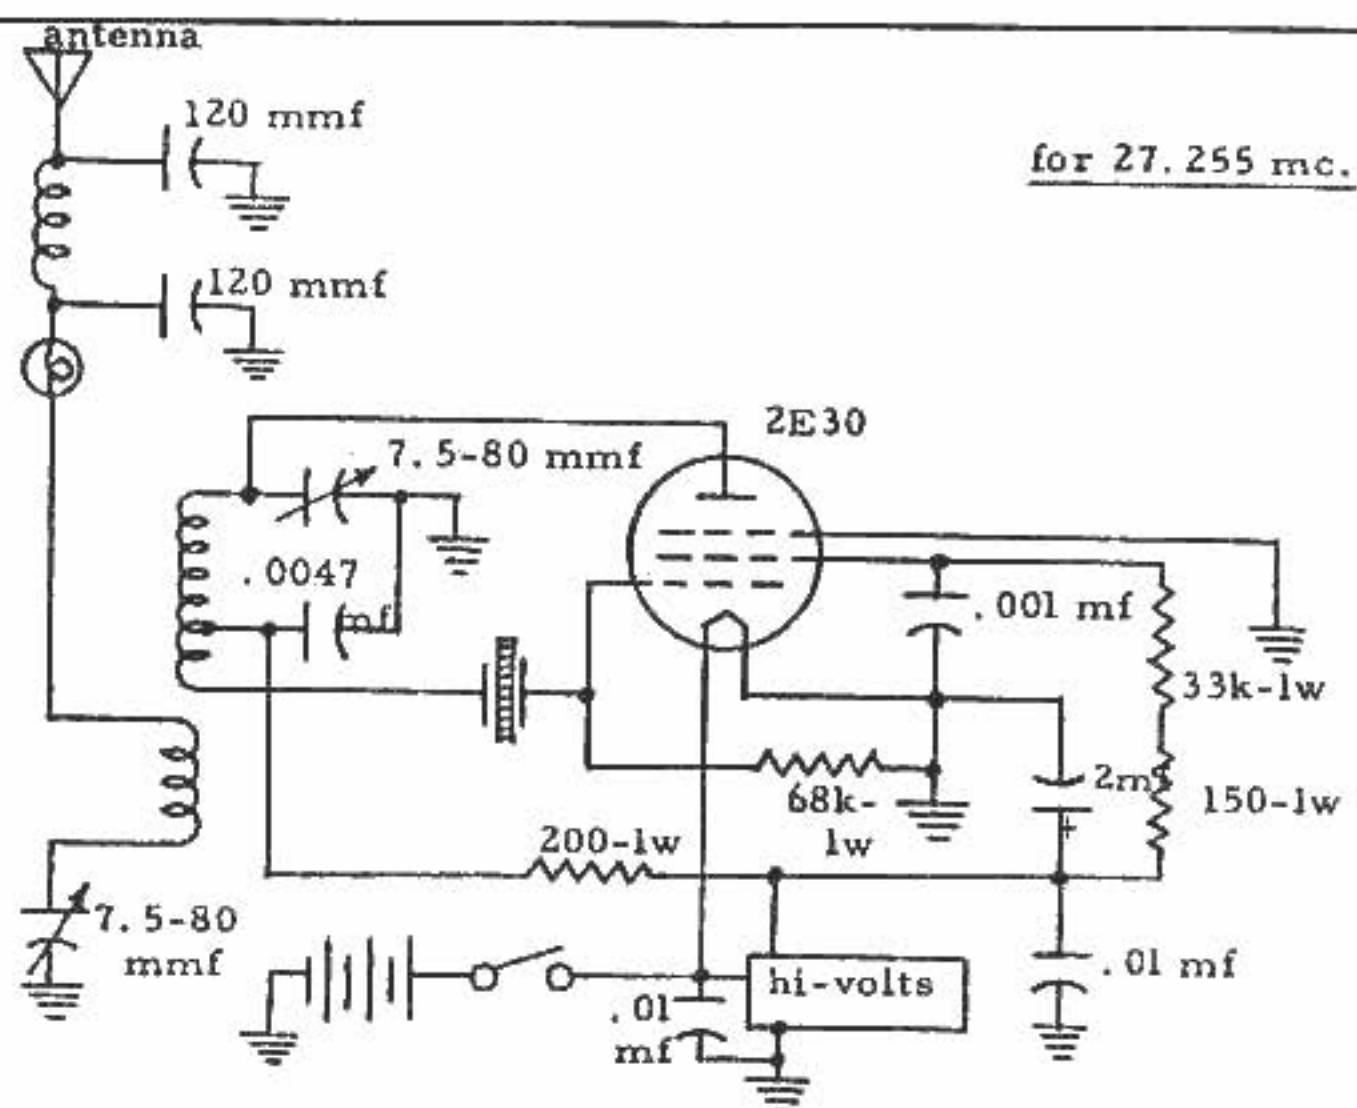 antenna
120 mmf
for 27.255 mc.
120 mmf
2E30
7.5-80 mmf
.0047
mf
.001 mf
33k-1w
2mf
150-1w
68k-
1w
200-1w
7.5-80
mmf
hi-volts
.01 mf
.01
mf
+